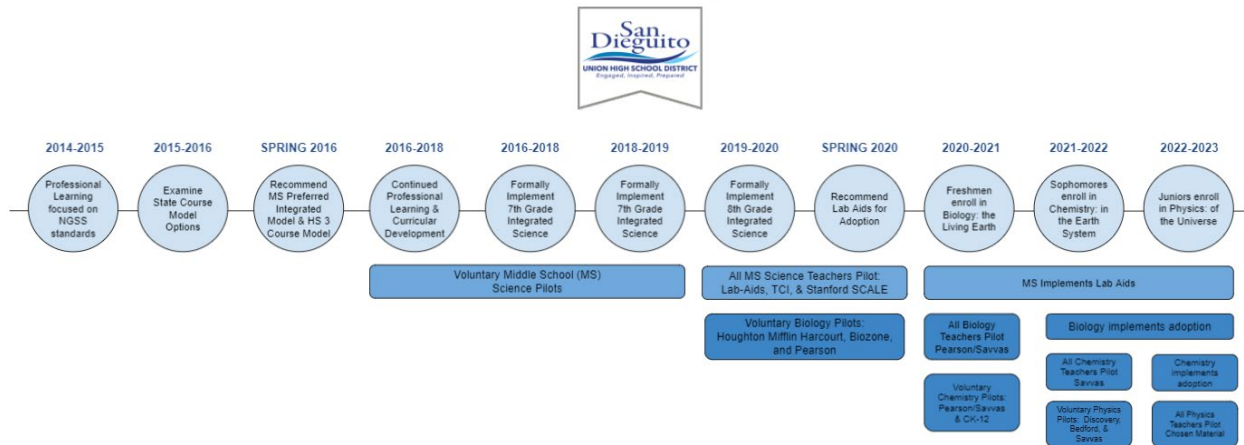 San
Dieguito
UNION HIGH SCHOOL DISTRICT
Engaged, Inspired, Prepared
2014-2015
2015-2016
SPRING 2016
2016-2018
2016-2018
2018-2019
2019-2020
SPRING 2020
2020-2021
2021-2022
2022-2023
Professional
Learning
focused on
NGSS
standards
Examine
State Course
Model
Options
Recommend
MS Preferred
Integrated
Model & HS 3
Course Model
Continued
Professional
Learning &
Curricular
Development
Formally
Implement
7th Grade
Integrated
Science
Formally
Implement
7th Grade
Integrated
Science
Formally
Implement
8th Grade
Integrated
Science
Recommend
Lab Aids for
Adoption
Freshmen
enroll in
Biology: the
Living Earth
Sophomores
enroll in
Chemistry: in
the Earth
System
Juniors enroll
in Physics: of
the Universe
Voluntary Middle School (MS)
Science Pilots
All MS Science Teachers Pilot:
Lab-Aids, TCI, & Stanford SCALE
MS Implements Lab Aids
Voluntary Biology Pilots:
Houghton Mifflin Harcourt, Biozone,
and Pearson
All Biology
Teachers Pilot
Pearson/Savvas
Biology implements adoption
Voluntary
Chemistry Pilots:
Pearson/Savvas
& CK-12
All Chemistry
Teachers Pilot
Savvas
Chemistry
implements
adoption
Voluntary Physics
Pilots: Discovery,
Bedford, &
Savvas
All Physics
Teachers Pilot
Chosen Material